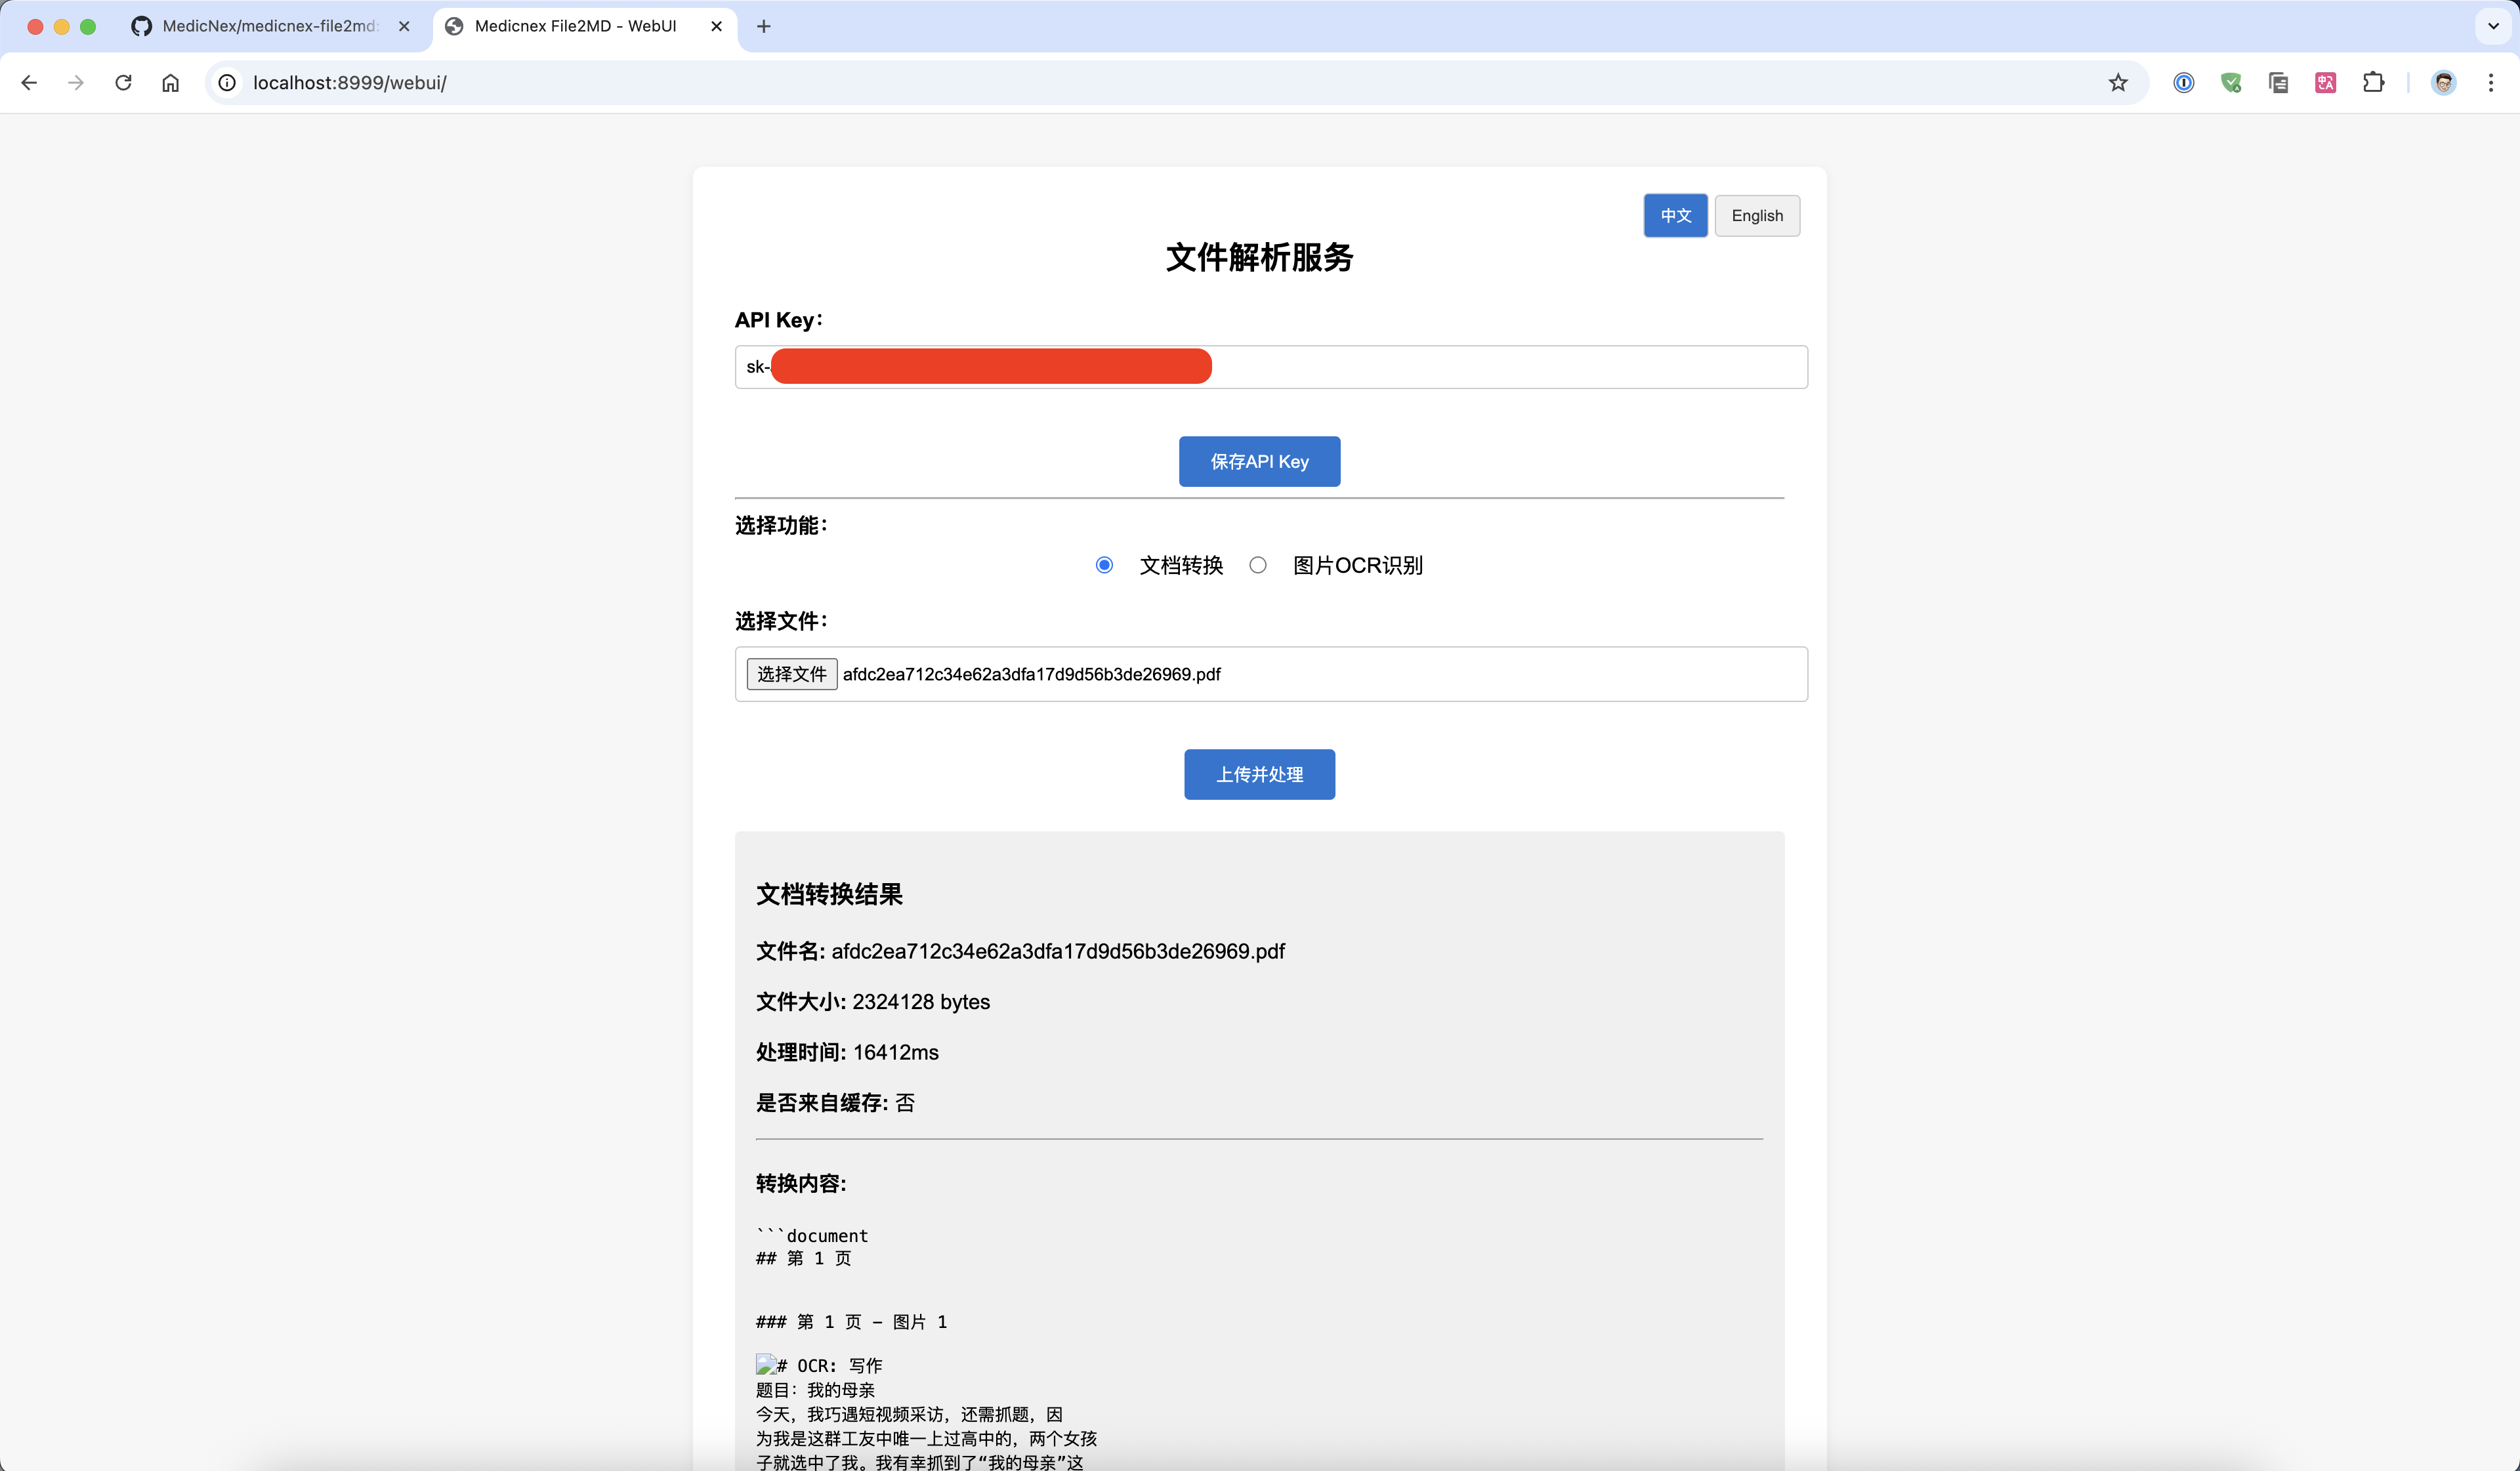 MedicNex/medicnex-file2md:
Medicnex File2MD - WebUI
localhost:8999/webui/
中文 English
文件解析服务
API Key：
sk-
保存API Key
选择功能：
文档转换 图片OCR识别
选择文件：
选择文件 afdc2ea712c34e62a3dfa17d9d56b3de26969.pdf
上传并处理
文档转换结果
文件名: afdc2ea712c34e62a3dfa17d9d56b3de26969.pdf
文件大小: 2324128 bytes
处理时间: 16412ms
是否来自缓存: 否
转换内容:
```document
## 第 1 页
### 第 1 页 - 图片 1
# OCR: 写作
题目：我的母亲
今天，我巧遇短视频采访，还需抓题，因
为我是这群工友中唯一上过高中的，两个女孩
子就选中了我。我有幸抓到了“我的母亲”这